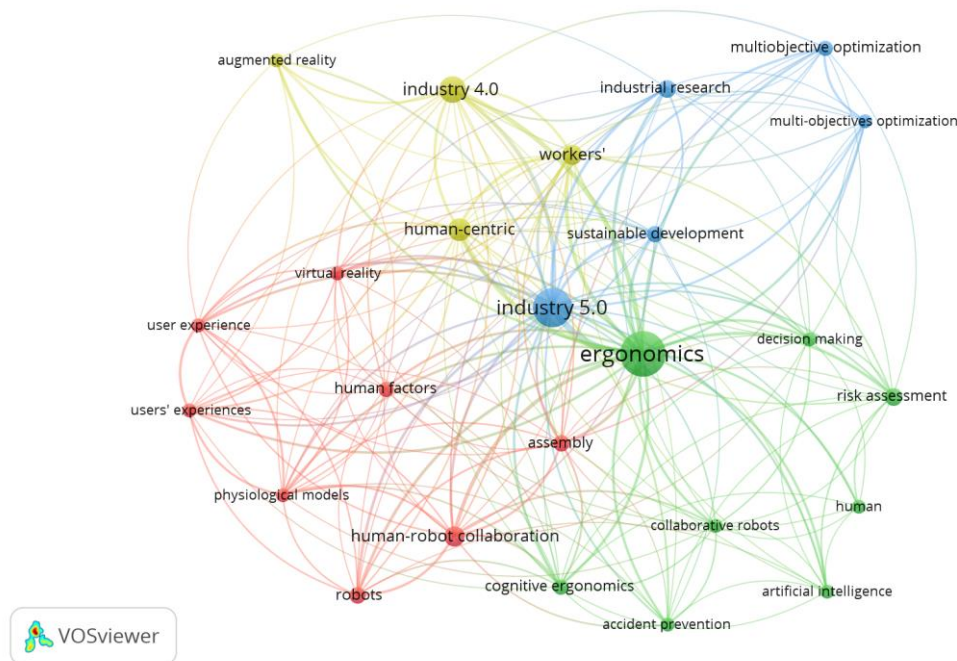 multiobjective optimization
augmented reality
industry 4.0
industrial research
multi-objectives optimization
workers'
human-centric
sustainable development
virtual reality
industry 5.0
user experience
decision making
ergonomics
human factors
risk assessment
users' experiences
assembly
physiological models
human
collaborative robots
human-robot collaboration
cognitive ergonomics
artificial intelligence
robots
accident prevention
VOSviewer